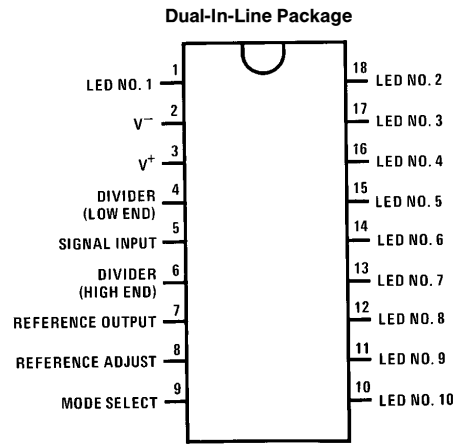 Dual-In-Line Package
1
LED NO. 1
2
V−
3
V+
4
DIVIDER
(LOW END)
5
SIGNAL INPUT
6
DIVIDER
(HIGH END)
7
REFERENCE OUTPUT
8
REFERENCE ADJUST
9
MODE SELECT
18
LED NO. 2
17
LED NO. 3
16
LED NO. 4
15
LED NO. 5
14
LED NO. 6
13
LED NO. 7
12
LED NO. 8
11
LED NO. 9
10
LED NO. 10